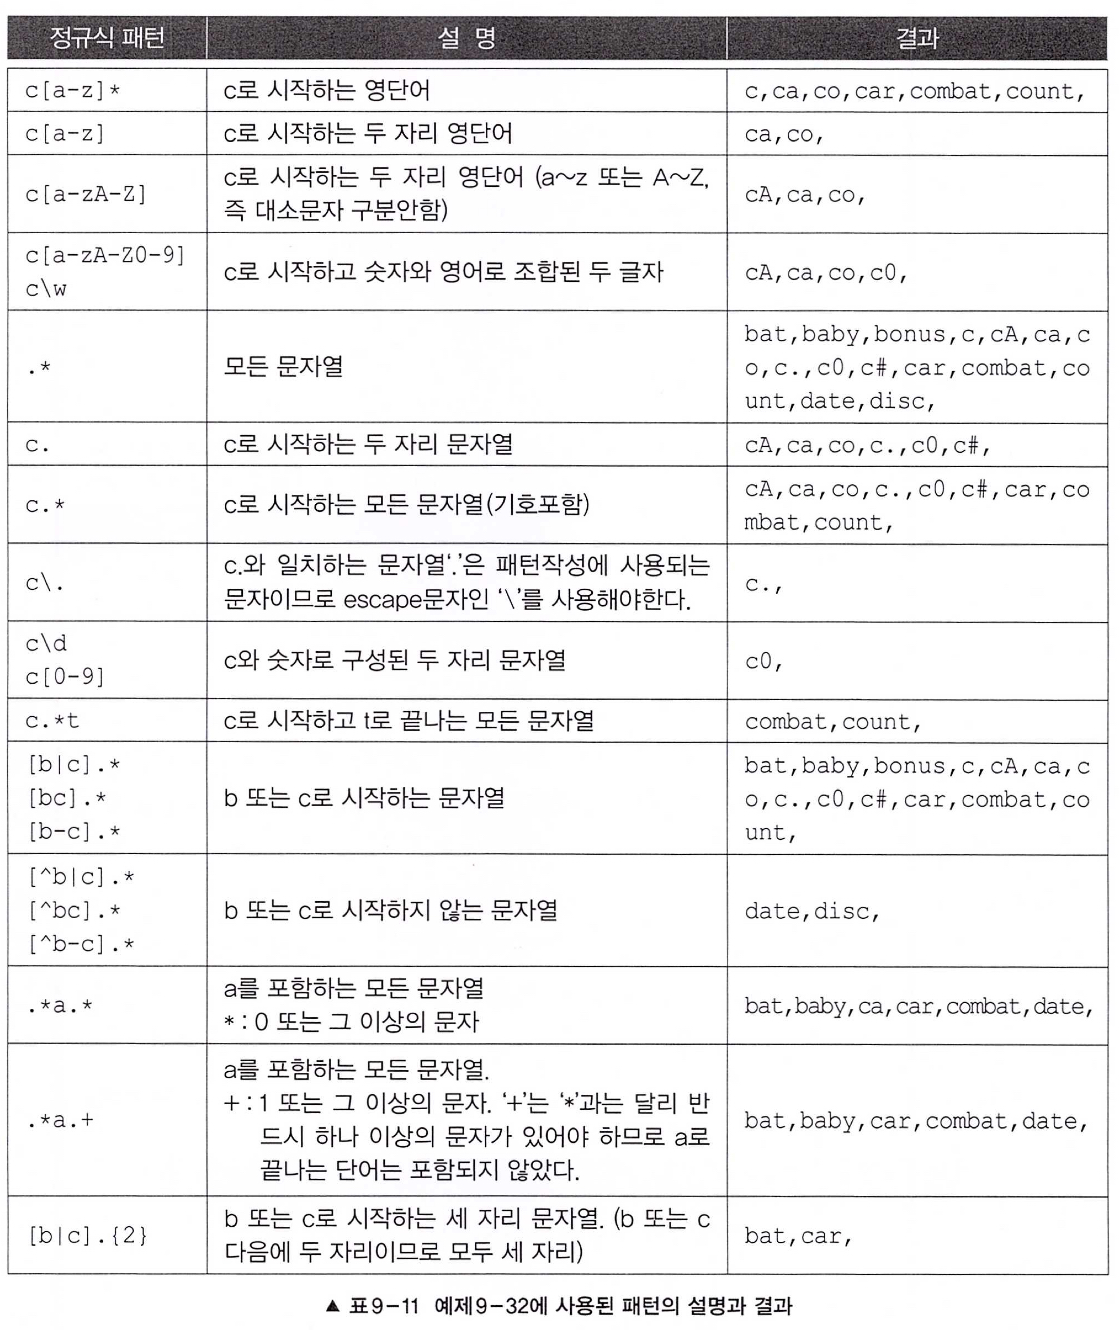 정규식 패턴 설 명 결과
c[a-z]* c로 시작하는 영단어 c,ca,co,car,combat,count,
c[a-z] c로 시작하는 두 자리 영단어 ca,co,
c[a-zA-Z] c로 시작하는 두 자리 영단어 (a~z 또는 A~Z,
즉 대소문자 구분안함) cA,ca,co,
c[a-zA-Z0-9]
c\w c로 시작하고 숫자와 영어로 조합된 두 글자 cA,ca,co,c0,
.* 모든 문자열 bat,baby,bonus,c,cA,ca,c
o,c.,c0,c#,car,combat,co
unt,date,disc,
c. c로 시작하는 두 자리 문자열 cA,ca,co,c.,c0,c#,
c.* c로 시작하는 모든 문자열(기호포함) cA,ca,co,c.,c0,c#,car,co
mbat,count,
c\. c.와 일치하는 문자열‘.’은 패턴작성에 사용되는
문자이므로 escape문자인 ‘\’를 사용해야한다. c.,
c\d
c[0-9] c와 숫자로 구성된 두 자리 문자열 c0,
c.*t c로 시작하고 t로 끝나는 모든 문자열 combat,count,
[b|c].*
[bc].*
[b-c].* b 또는 c로 시작하는 문자열 bat,baby,bonus,c,cA,ca,c
o,c.,c0,c#,car,combat,co
unt,
[^b|c].*
[^bc].*
[^b-c].* b 또는 c로 시작하지 않는 문자열 date,disc,
.*a.* a를 포함하는 모든 문자열
* : 0 또는 그 이상의 문자 bat,baby,ca,car,combat,date,
.*a.+ a를 포함하는 모든 문자열.
+ : 1 또는 그 이상의 문자. ‘+’는 ‘*’과는 달리 반
드시 하나 이상의 문자가 있어야 하므로 a로
끝나는 단어는 포함되지 않았다. bat,baby,car,combat,date,
[b|c].{2} b 또는 c로 시작하는 세 자리 문자열. (b 또는 c
다음에 두 자리이므로 모두 세 자리) bat,car,
▲ 표9-11 예제9-32에 사용된 패턴의 설명과 결과